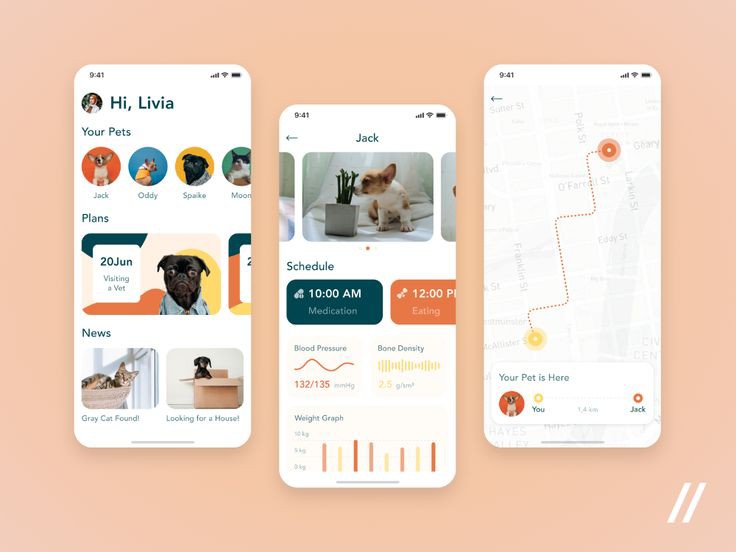 9:41
Hi, Livia
Your Pets
Jack
Oddy
Spaike
Moon
Plans
20Jun
Visiting
a Vet
News
Gray Cat Found!
Looking for a House!
9:41
Jack
Schedule
10:00 AM
Medication
12:00 P
Eating
Blood Pressure
132/135 mmHg
Bone Density
2.5 g/sm³
Weight Graph
10 kg
5 kg
0 kg
9:41
Sutter St
Polk St
Geary
Blvd
O'Farrell St
Larkin St
Eddy St
Franklin St
McAllister St
CIVIC
CENT
Your Pet is Here
You
1,4 km
Jack
HAYES
VALLEY